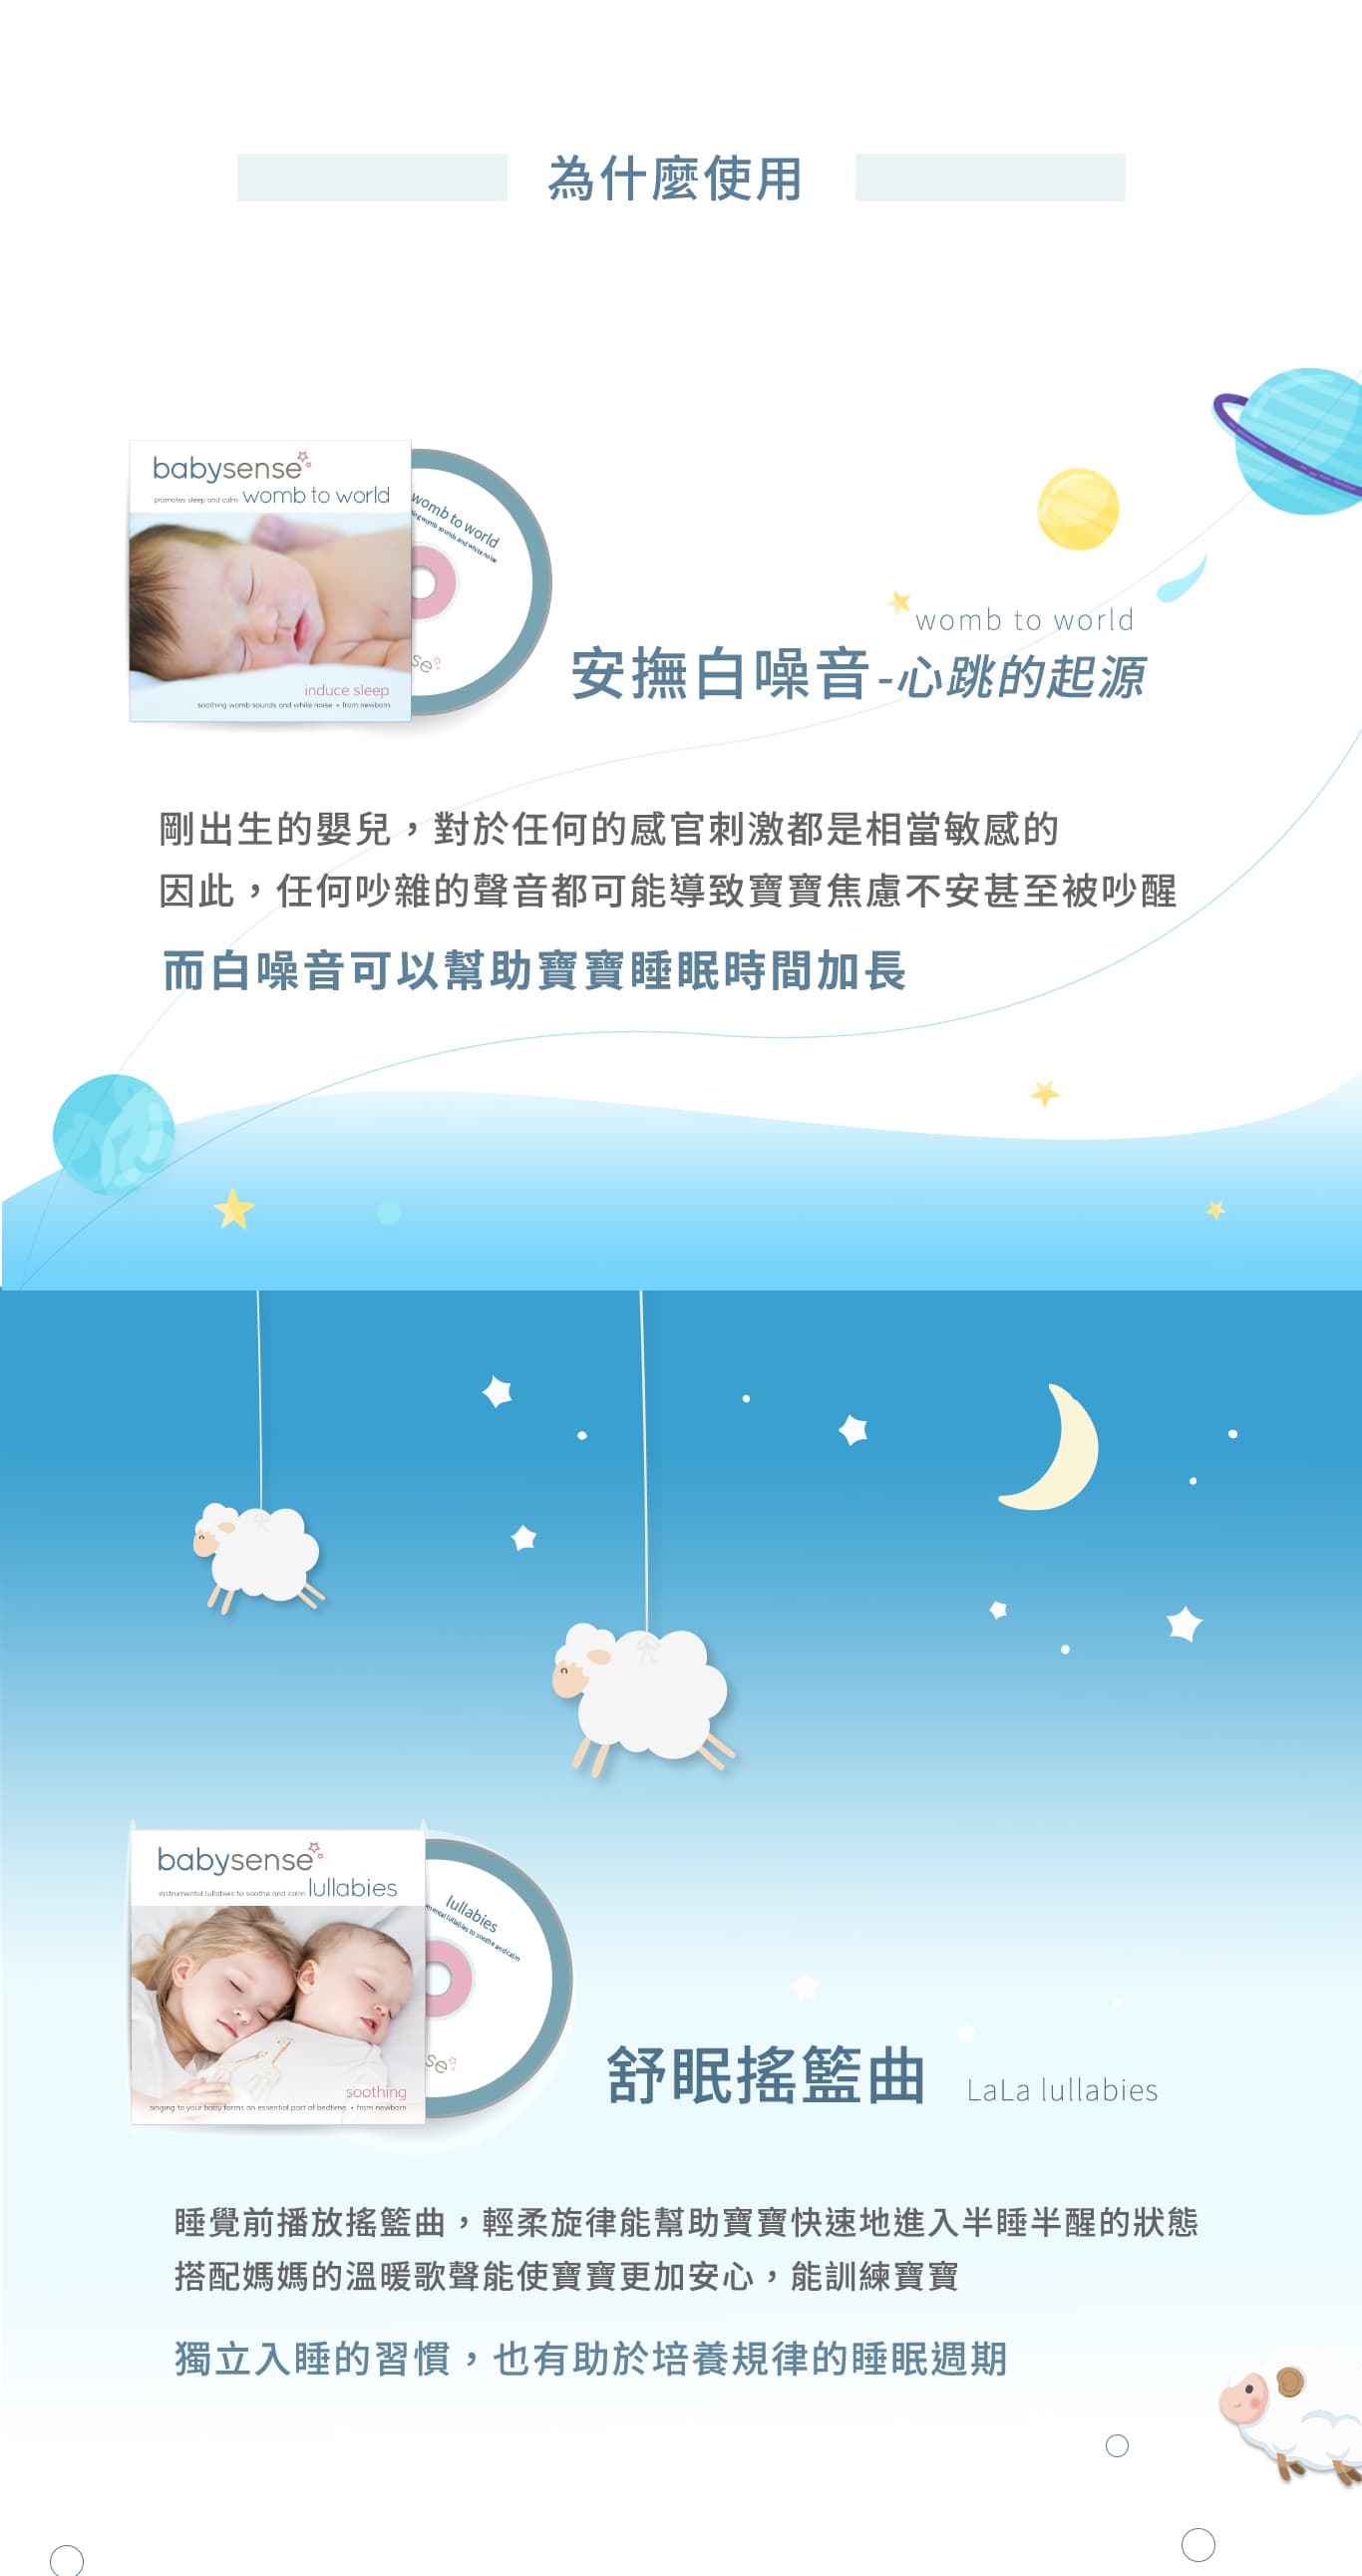 為什麼使用
babysense
promotes sleep and calm womb to world
womb to world
induce sleep
soothing womb sounds and white noise • from newborn
womb to world
安撫白噪音-心跳的起源
剛出生的嬰兒，對於任何的感官刺激都是相當敏感的
因此，任何吵雜的聲音都可能導致寶寶焦慮不安甚至被吵醒
而白噪音可以幫助寶寶睡眠時間加長
babysense
instrumental lullabies to soothe and calm lullabies
lullabies
soothing
singing to your baby forms an essential part of bedtime • from newborn
舒眠搖籃曲 LaLa lullabies
睡覺前播放搖籃曲，輕柔旋律能幫助寶寶快速地進入半睡半醒的狀態
搭配媽媽的溫暖歌聲能使寶寶更加安心，能訓練寶寶
獨立入睡的習慣，也有助於培養規律的睡眠週期